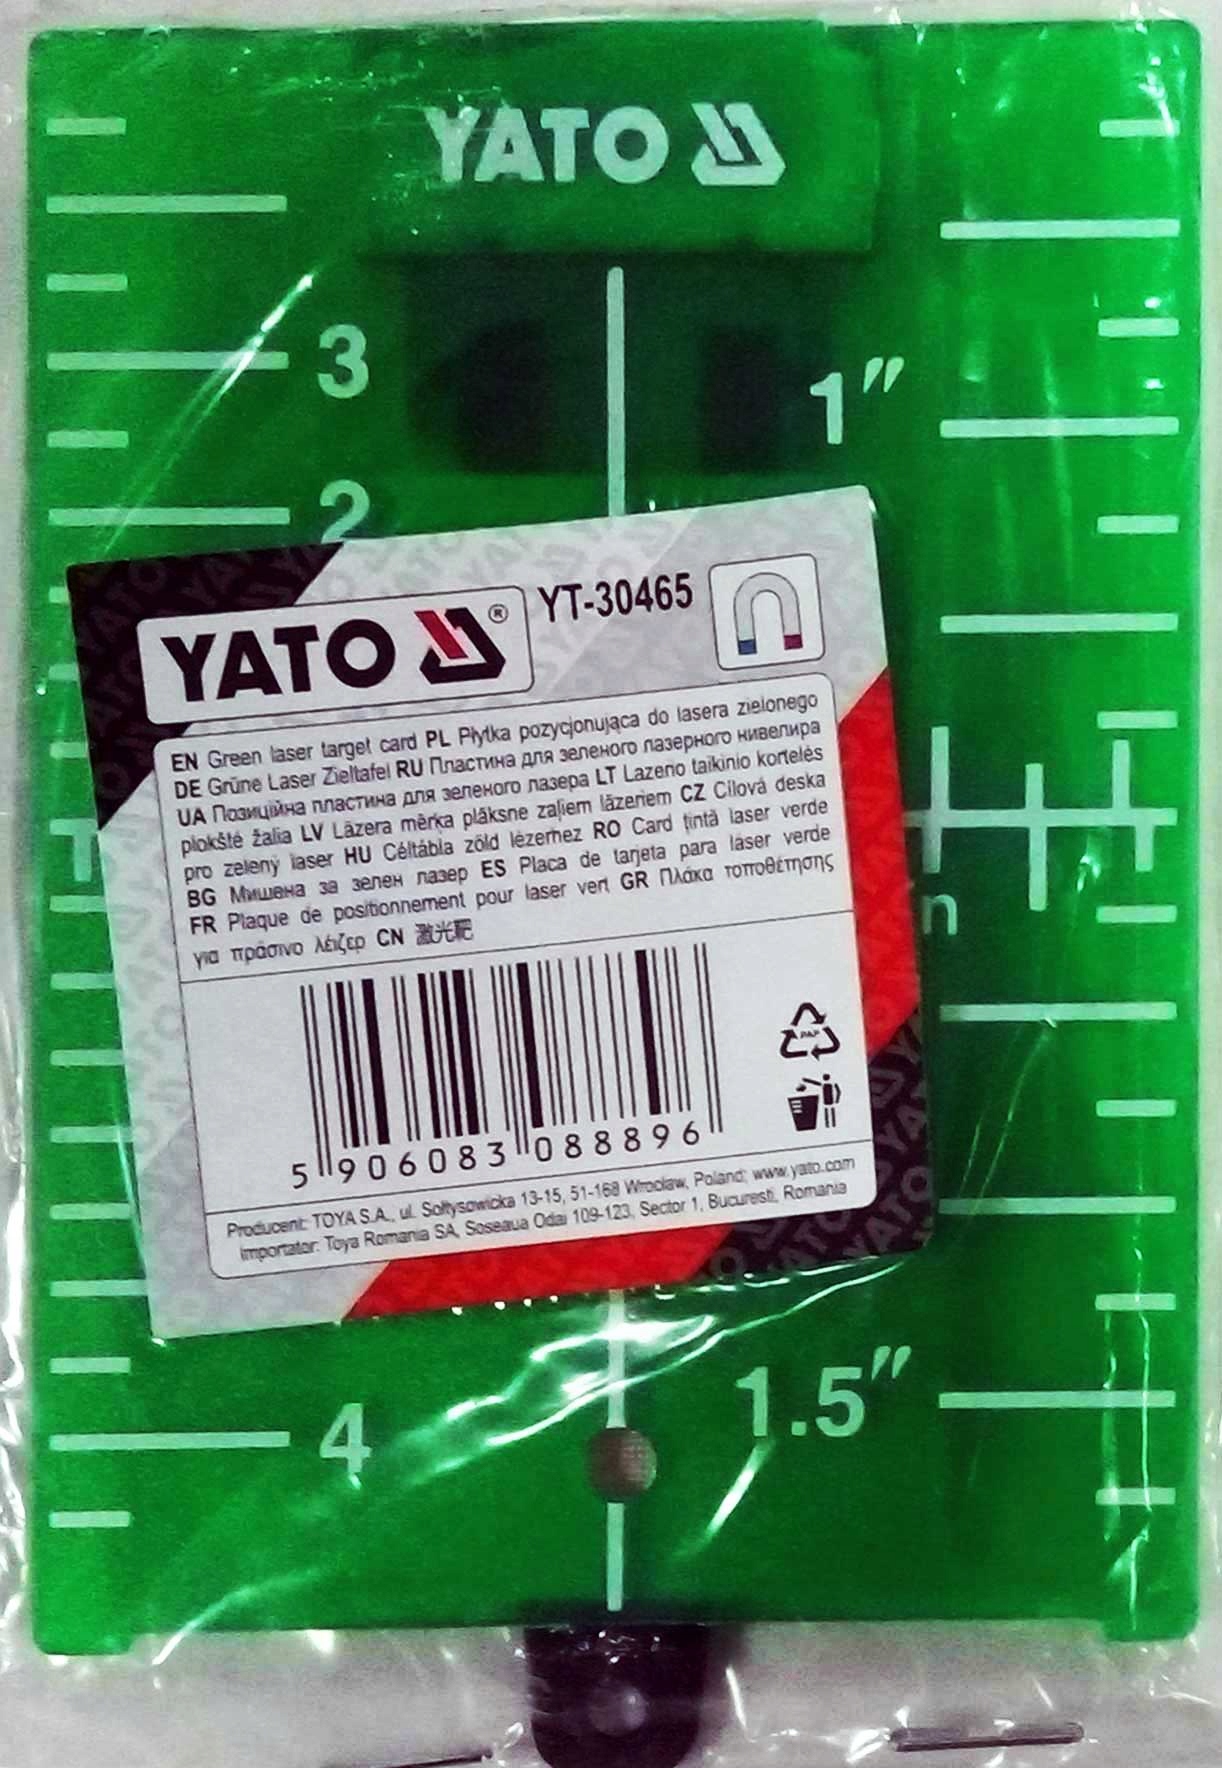 YATO
3
1"
2
YATO ® YT-30465
EN Green laser target card PL Płytka pozycjonująca do lasera zielonego
DE Grüne Laser Zieltafel RU Пластина для зеленого лазерного нивелира
UA Позиційна пластина для зеленого лазера LT Lazerio taikinio kortelės
plokštė žalia LV Lāzera mērķa plāksne zaļiem lāzeriem CZ Cílová deska
pro zelený laser HU Céltábla zöld lézerhez RO Card țintă laser verde
BG Мишена за зелен лазер ES Placa de tarjeta para láser verde
FR Plaque de positionnement pour laser vert GR Πλάκα τοποθέτησης
για πράσινο λέιζερ CN 激光靶
n
PAP
5 906083 088896
Producent: TOYA S.A., ul. Sołtysowicka 13-15, 51-168 Wrocław, Poland; www.yato.com
Importator: Toya Romania SA, Soseaua Odai 109-123, Sector 1, Bucuresti, Romania
1.5"
4